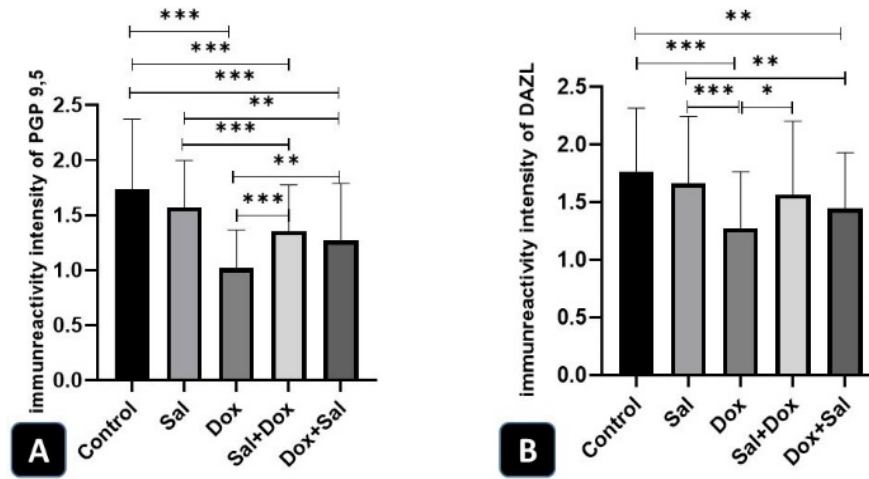 immunreactivity intensity of PGP 9,5
***
***
***
**
***
**
***
2.5
2.0
1.5
1.0
0.5
0.0
Control
Sal
Dox
Sal+Dox
Dox+Sal
A
immunreactivity intensity of DAZL
**
***
**
***
*
2.5
2.0
1.5
1.0
0.5
0.0
Control
Sal
Dox
Sal+Dox
Dox+Sal
B